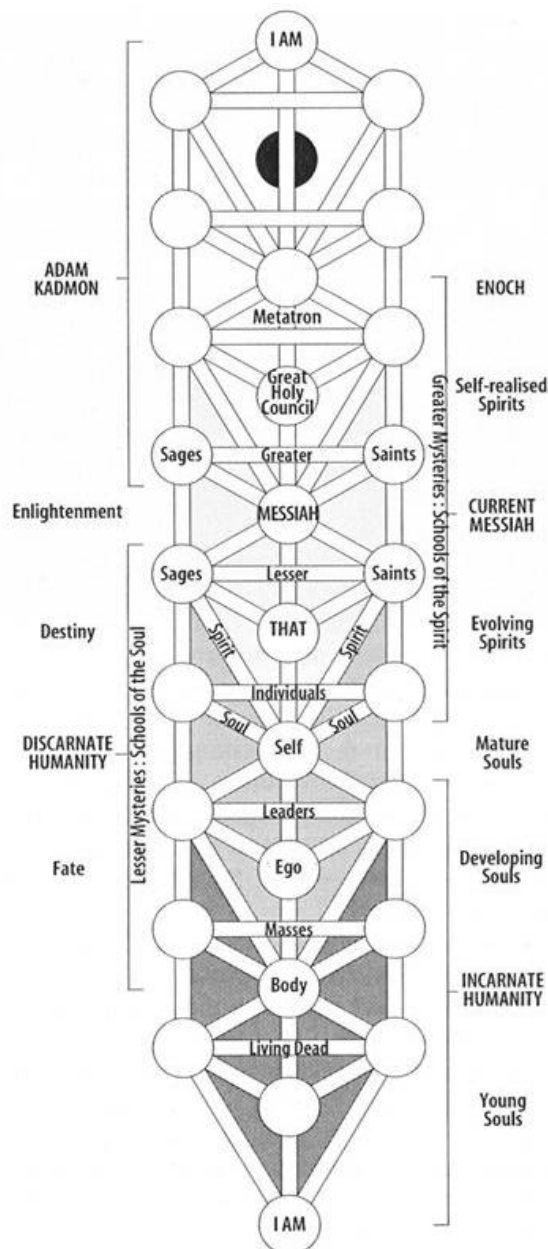 I AM
ADAM
KADMON
ENOCH
Metatron
Great
Holy
Council
Self-realised
Spirits
Greater Mysteries : Schools of the Spirit
Sages
Greater
Saints
Enlightenment
MESSIAH
CURRENT
MESSIAH
Sages
Lesser
Saints
Destiny
THAT
Evolving
Spirits
Spirit
Spirit
Individuals
Soul
Soul
Lesser Mysteries : Schools of the Soul
DISCARNATE
HUMANITY
Self
Mature
Souls
Leaders
Fate
Ego
Developing
Souls
Masses
Body
INCARNATE
HUMANITY
Living Dead
Young
Souls
I AM